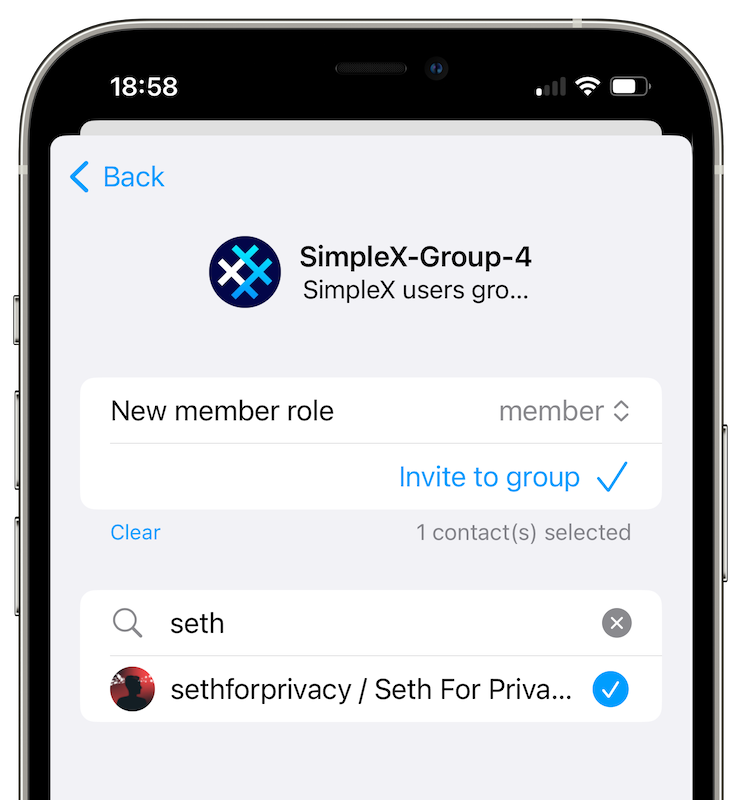 18:58
Back
SimpleX-Group-4
SimpleX users gro...
New member role member
Invite to group
Clear 1 contact(s) selected
seth
sethforprivacy / Seth For Priva...